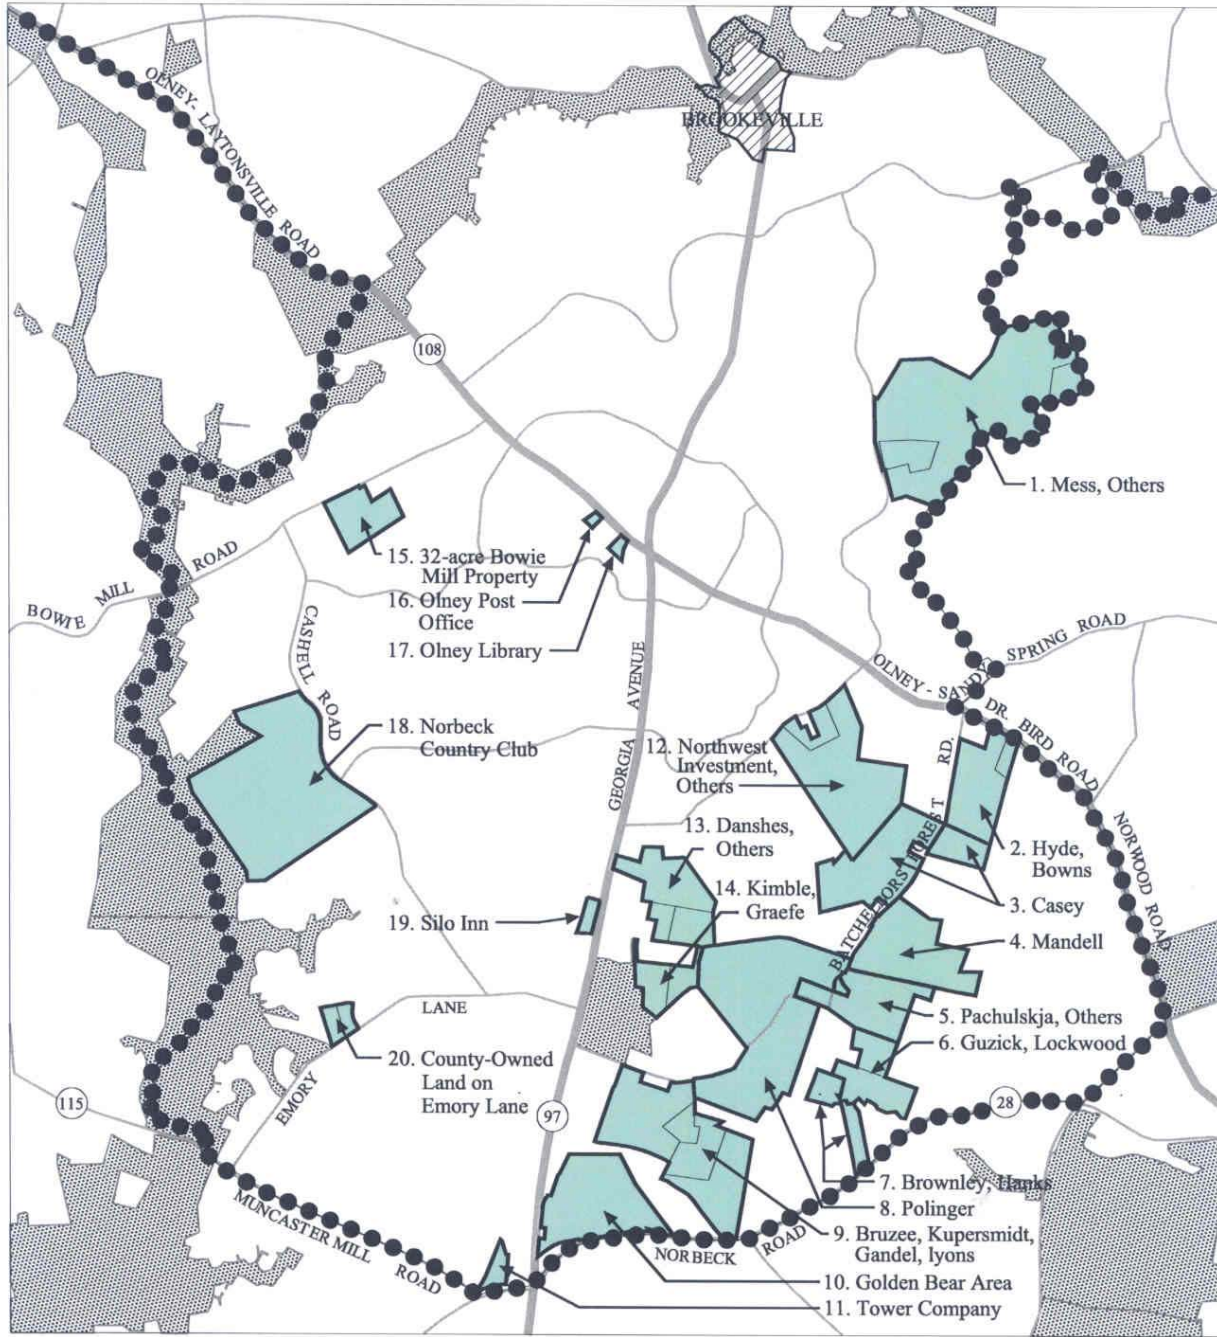 BROOKEVILLE
OLNEY-LAYTONSVILLE ROAD
108
1. Mess, Others
15. 32-acre Bowie
Mill Property
16. Olney Post
Office
17. Olney Library
BOWIE MILL ROAD
CASHELL ROAD
GEORGIA AVENUE
OLNEY-SANDY SPRING ROAD
DR. BIRD ROAD
NORWOOD ROAD
BATCHELORS FOREST RD.
18. Norbeck
Country Club
12. Northwest
Investment,
Others
13. Danshes,
Others
14. Kimble,
Graefe
2. Hyde,
Bowns
3. Casey
19. Silo Inn
4. Mandell
EMORY LANE
5. Pachulskja, Others
6. Guzick, Lockwood
20. County-Owned
Land on
Emory Lane
115
97
28
7. Brownley, Hanks
8. Polinger
9. Bruzee, Kupersmidt,
Gandel, lyons
MUNCASTER MILL ROAD
NORBECK ROAD
10. Golden Bear Area
11. Tower Company